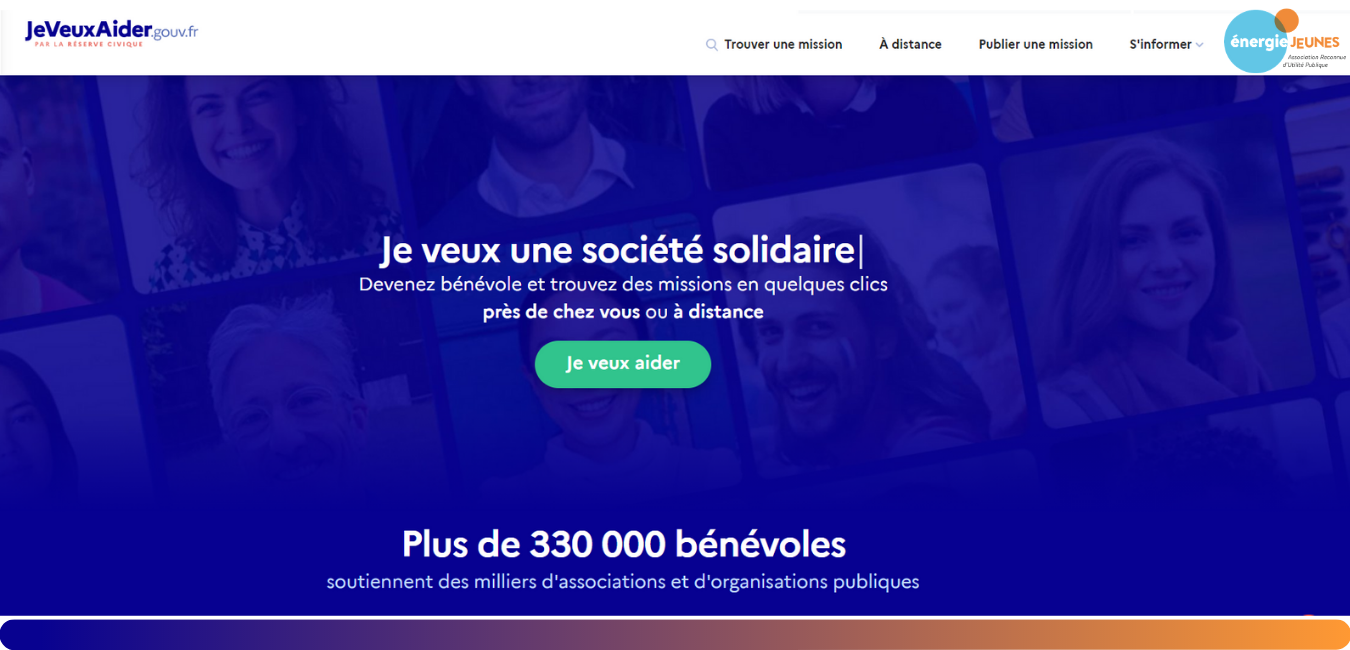 JeVeuxAider.gouv.fr
PAR LA RÉSERVE CIVIQUE
Trouver une mission
À distance
Publier une mission
S'informer
énergie JEUNES
Association Reconnue
d'Utilité Publique
Je veux une société solidaire|
Devenez bénévole et trouvez des missions en quelques clics
près de chez vous ou à distance
Je veux aider
Plus de 330 000 bénévoles
soutiennent des milliers d'associations et d'organisations publiques